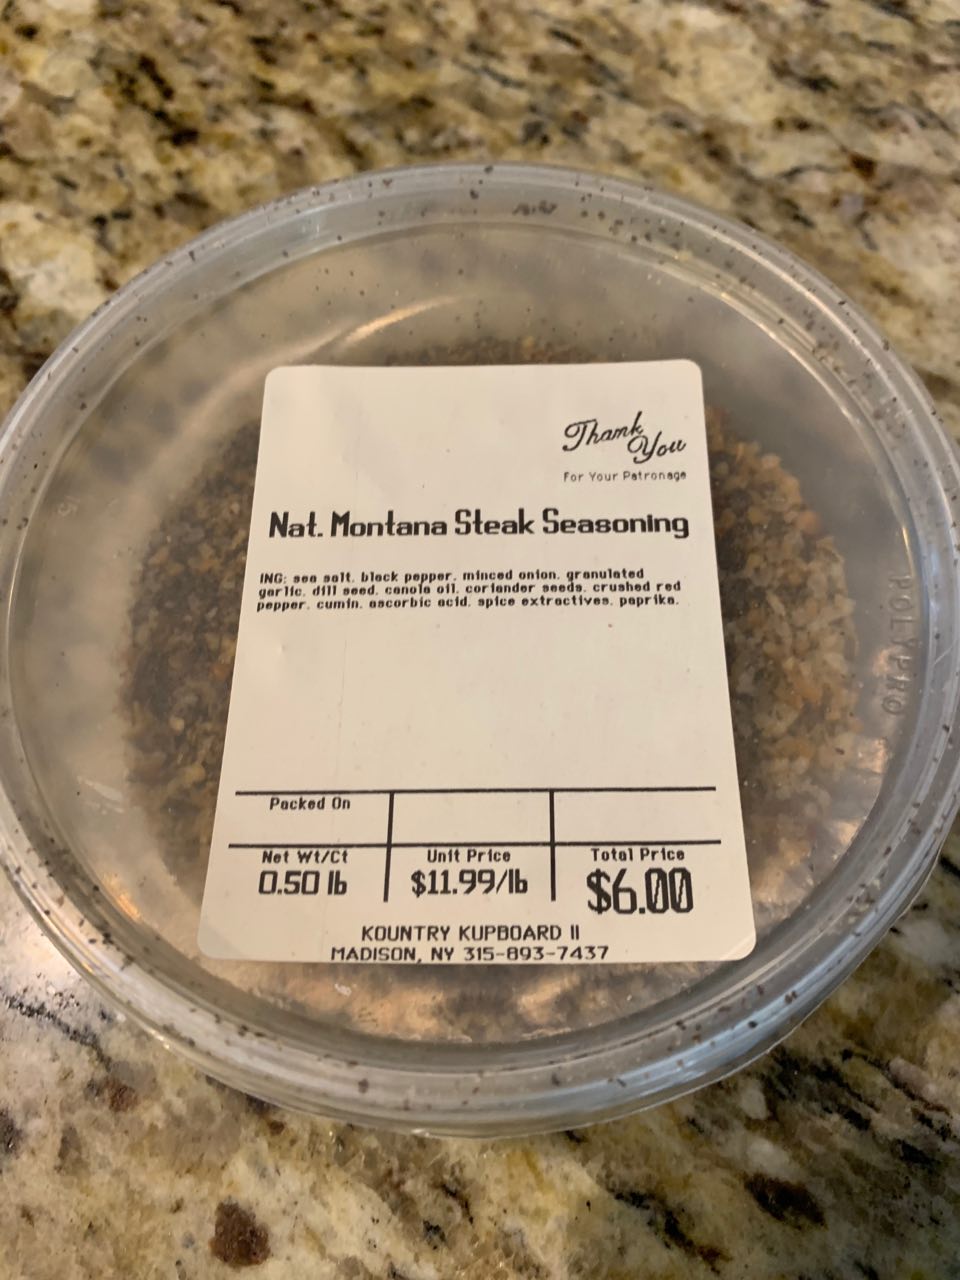 Thank
You
For Your Patronage
Nat. Montana Steak Seasoning
ING: sea salt, black pepper, minced onion, granulated
garlic, dill seed, canola oil, coriander seeds, crushed red
pepper, cumin, ascorbic acid, spice extractives, paprika.
Packed On
Net Wt/Ct Unit Price Total Price
0.50 lb $11.99/lb $6.00
KOUNTRY KUPBOARD II
MADISON, NY 315-893-7437
POLYPRO